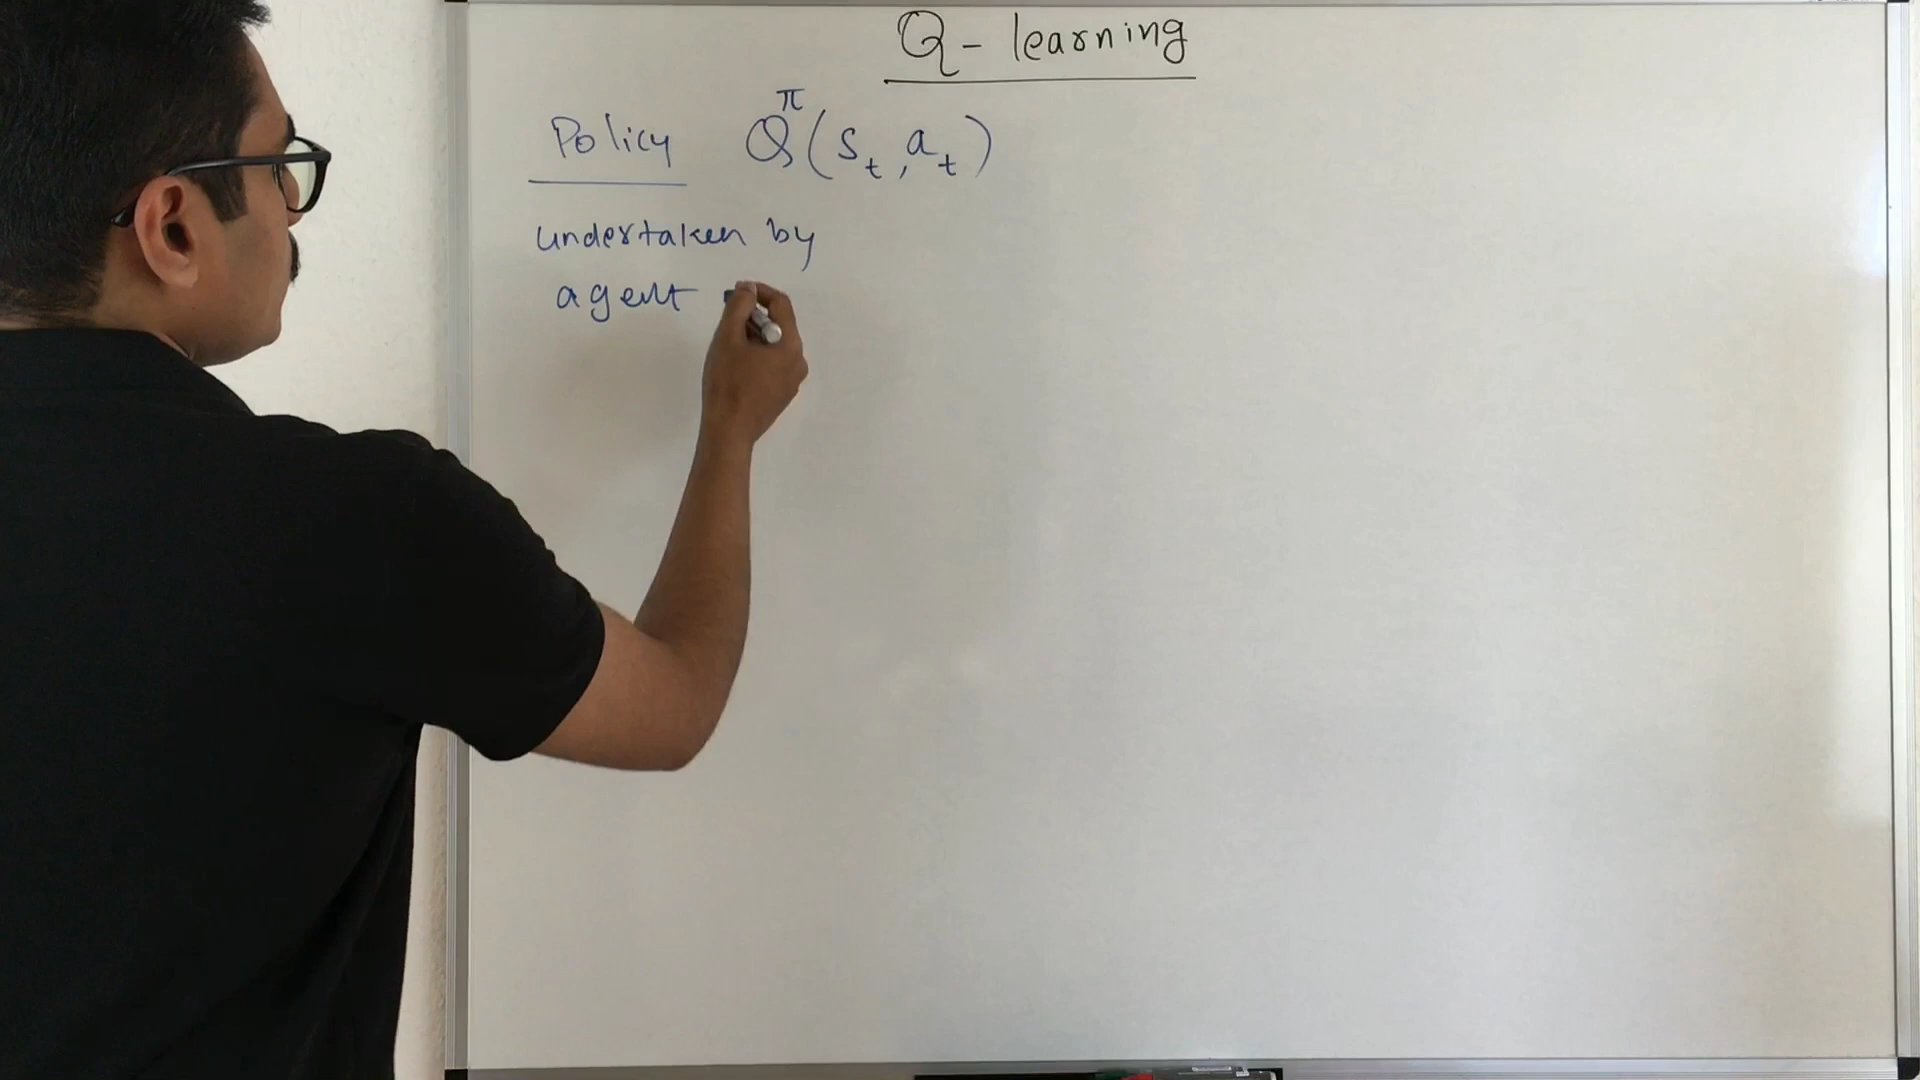 Q - learning
Policy Q^π(s_t, a_t)
undertaken by
agent